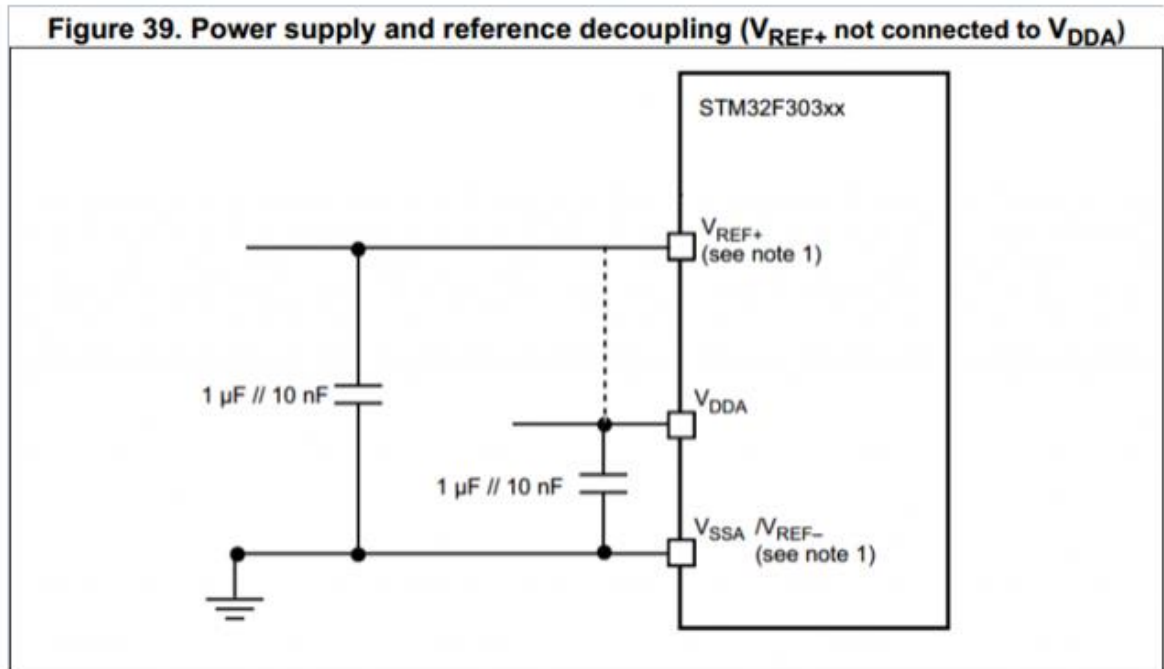 Figure 39. Power supply and reference decoupling (VREF+ not connected to VDDA)
STM32F303xx
VREF+
(see note 1)
1 µF // 10 nF
VDDA
1 µF // 10 nF
VSSA /VREF–
(see note 1)